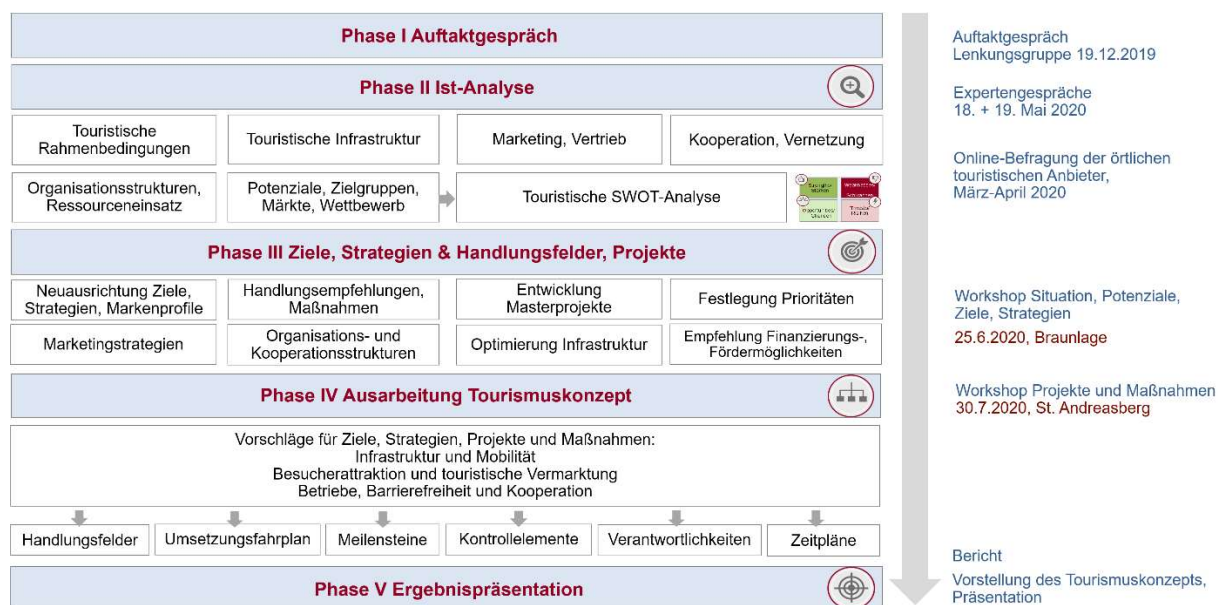 Phase I Auftaktgespräch
Auftaktgespräch
Lenkungsgruppe 19.12.2019
Phase II Ist-Analyse
Expertengespräche
18. + 19. Mai 2020
Touristische
Rahmenbedingungen
Touristische Infrastruktur
Marketing, Vertrieb
Kooperation, Vernetzung
Online-Befragung der örtlichen
touristischen Anbieter,
März-April 2020
Organisationsstrukturen,
Ressourceneinsatz
Potenziale, Zielgruppen,
Märkte, Wettbewerb
Touristische SWOT-Analyse
Phase III Ziele, Strategien & Handlungsfelder, Projekte
Neuausrichtung Ziele,
Strategien, Markenprofile
Handlungsempfehlungen,
Maßnahmen
Entwicklung
Masterprojekte
Festlegung Prioritäten
Workshop Situation, Potenziale,
Ziele, Strategien
25.6.2020, Braunlage
Marketingstrategien
Organisations- und
Kooperationsstrukturen
Optimierung Infrastruktur
Empfehlung Finanzierungs-,
Fördermöglichkeiten
Phase IV Ausarbeitung Tourismuskonzept
Workshop Projekte und Maßnahmen
30.7.2020, St. Andreasberg
Vorschläge für Ziele, Strategien, Projekte und Maßnahmen:
Infrastruktur und Mobilität
Besucherattraktion und touristische Vermarktung
Betriebe, Barrierefreiheit und Kooperation
Handlungsfelder
Umsetzungsfahrplan
Meilensteine
Kontrollelemente
Verantwortlichkeiten
Zeitpläne
Bericht
Phase V Ergebnispräsentation
Vorstellung des Tourismuskonzepts,
Präsentation